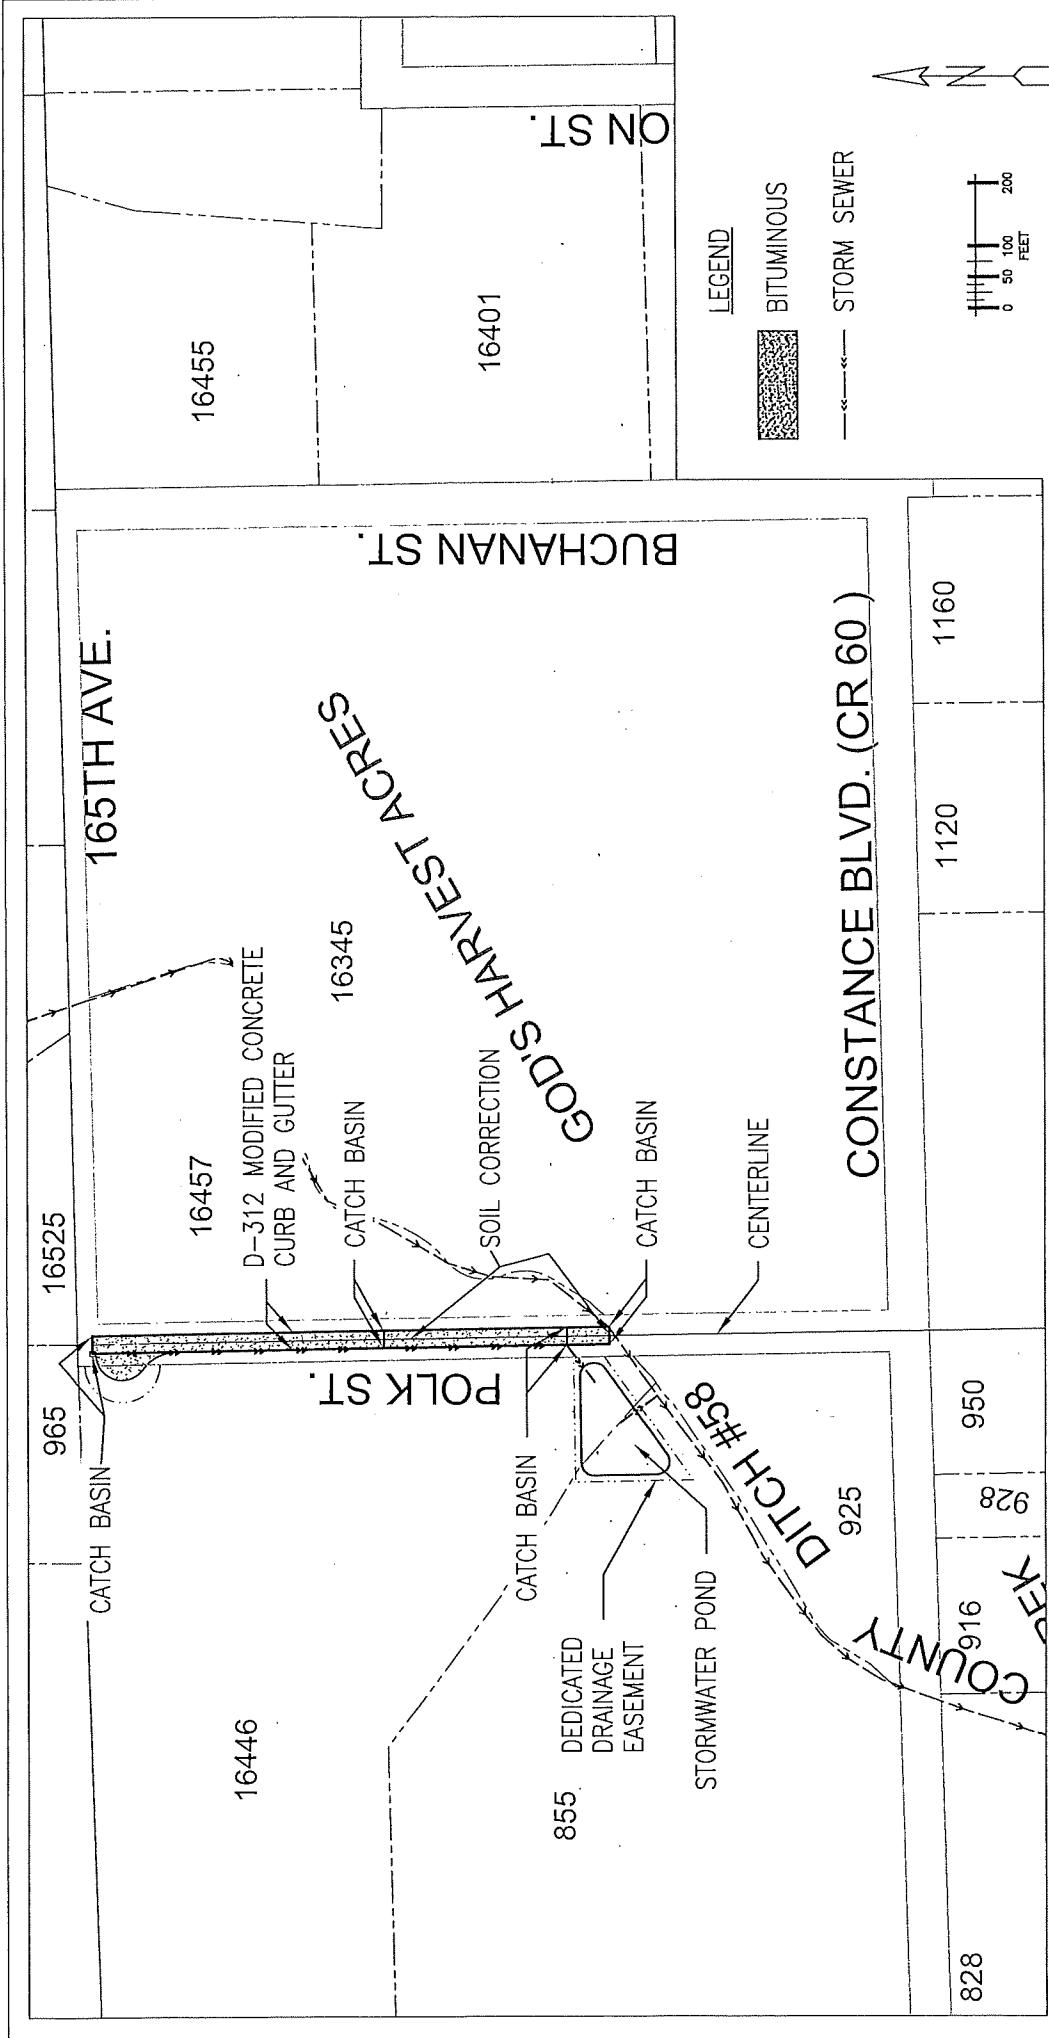 165TH AVE.
16525
965
16455
16401
ON ST.
N
LEGEND
BITUMINOUS
STORM SEWER
0 50 100 200
FEET
BUCHANAN ST.
GOD'S HARVEST ACRES
16345
16457
D-312 MODIFIED CONCRETE
CURB AND GUTTER
CATCH BASIN
SOIL CORRECTION
CATCH BASIN
CENTERLINE
CONSTANCE BLVD. (CR 60)
1160
1120
POLK ST.
CATCH BASIN
CATCH BASIN
16446
855
DEDICATED
DRAINAGE
EASEMENT
STORMWATER POND
COUNTY DITCH #58
925
950
928
916
828